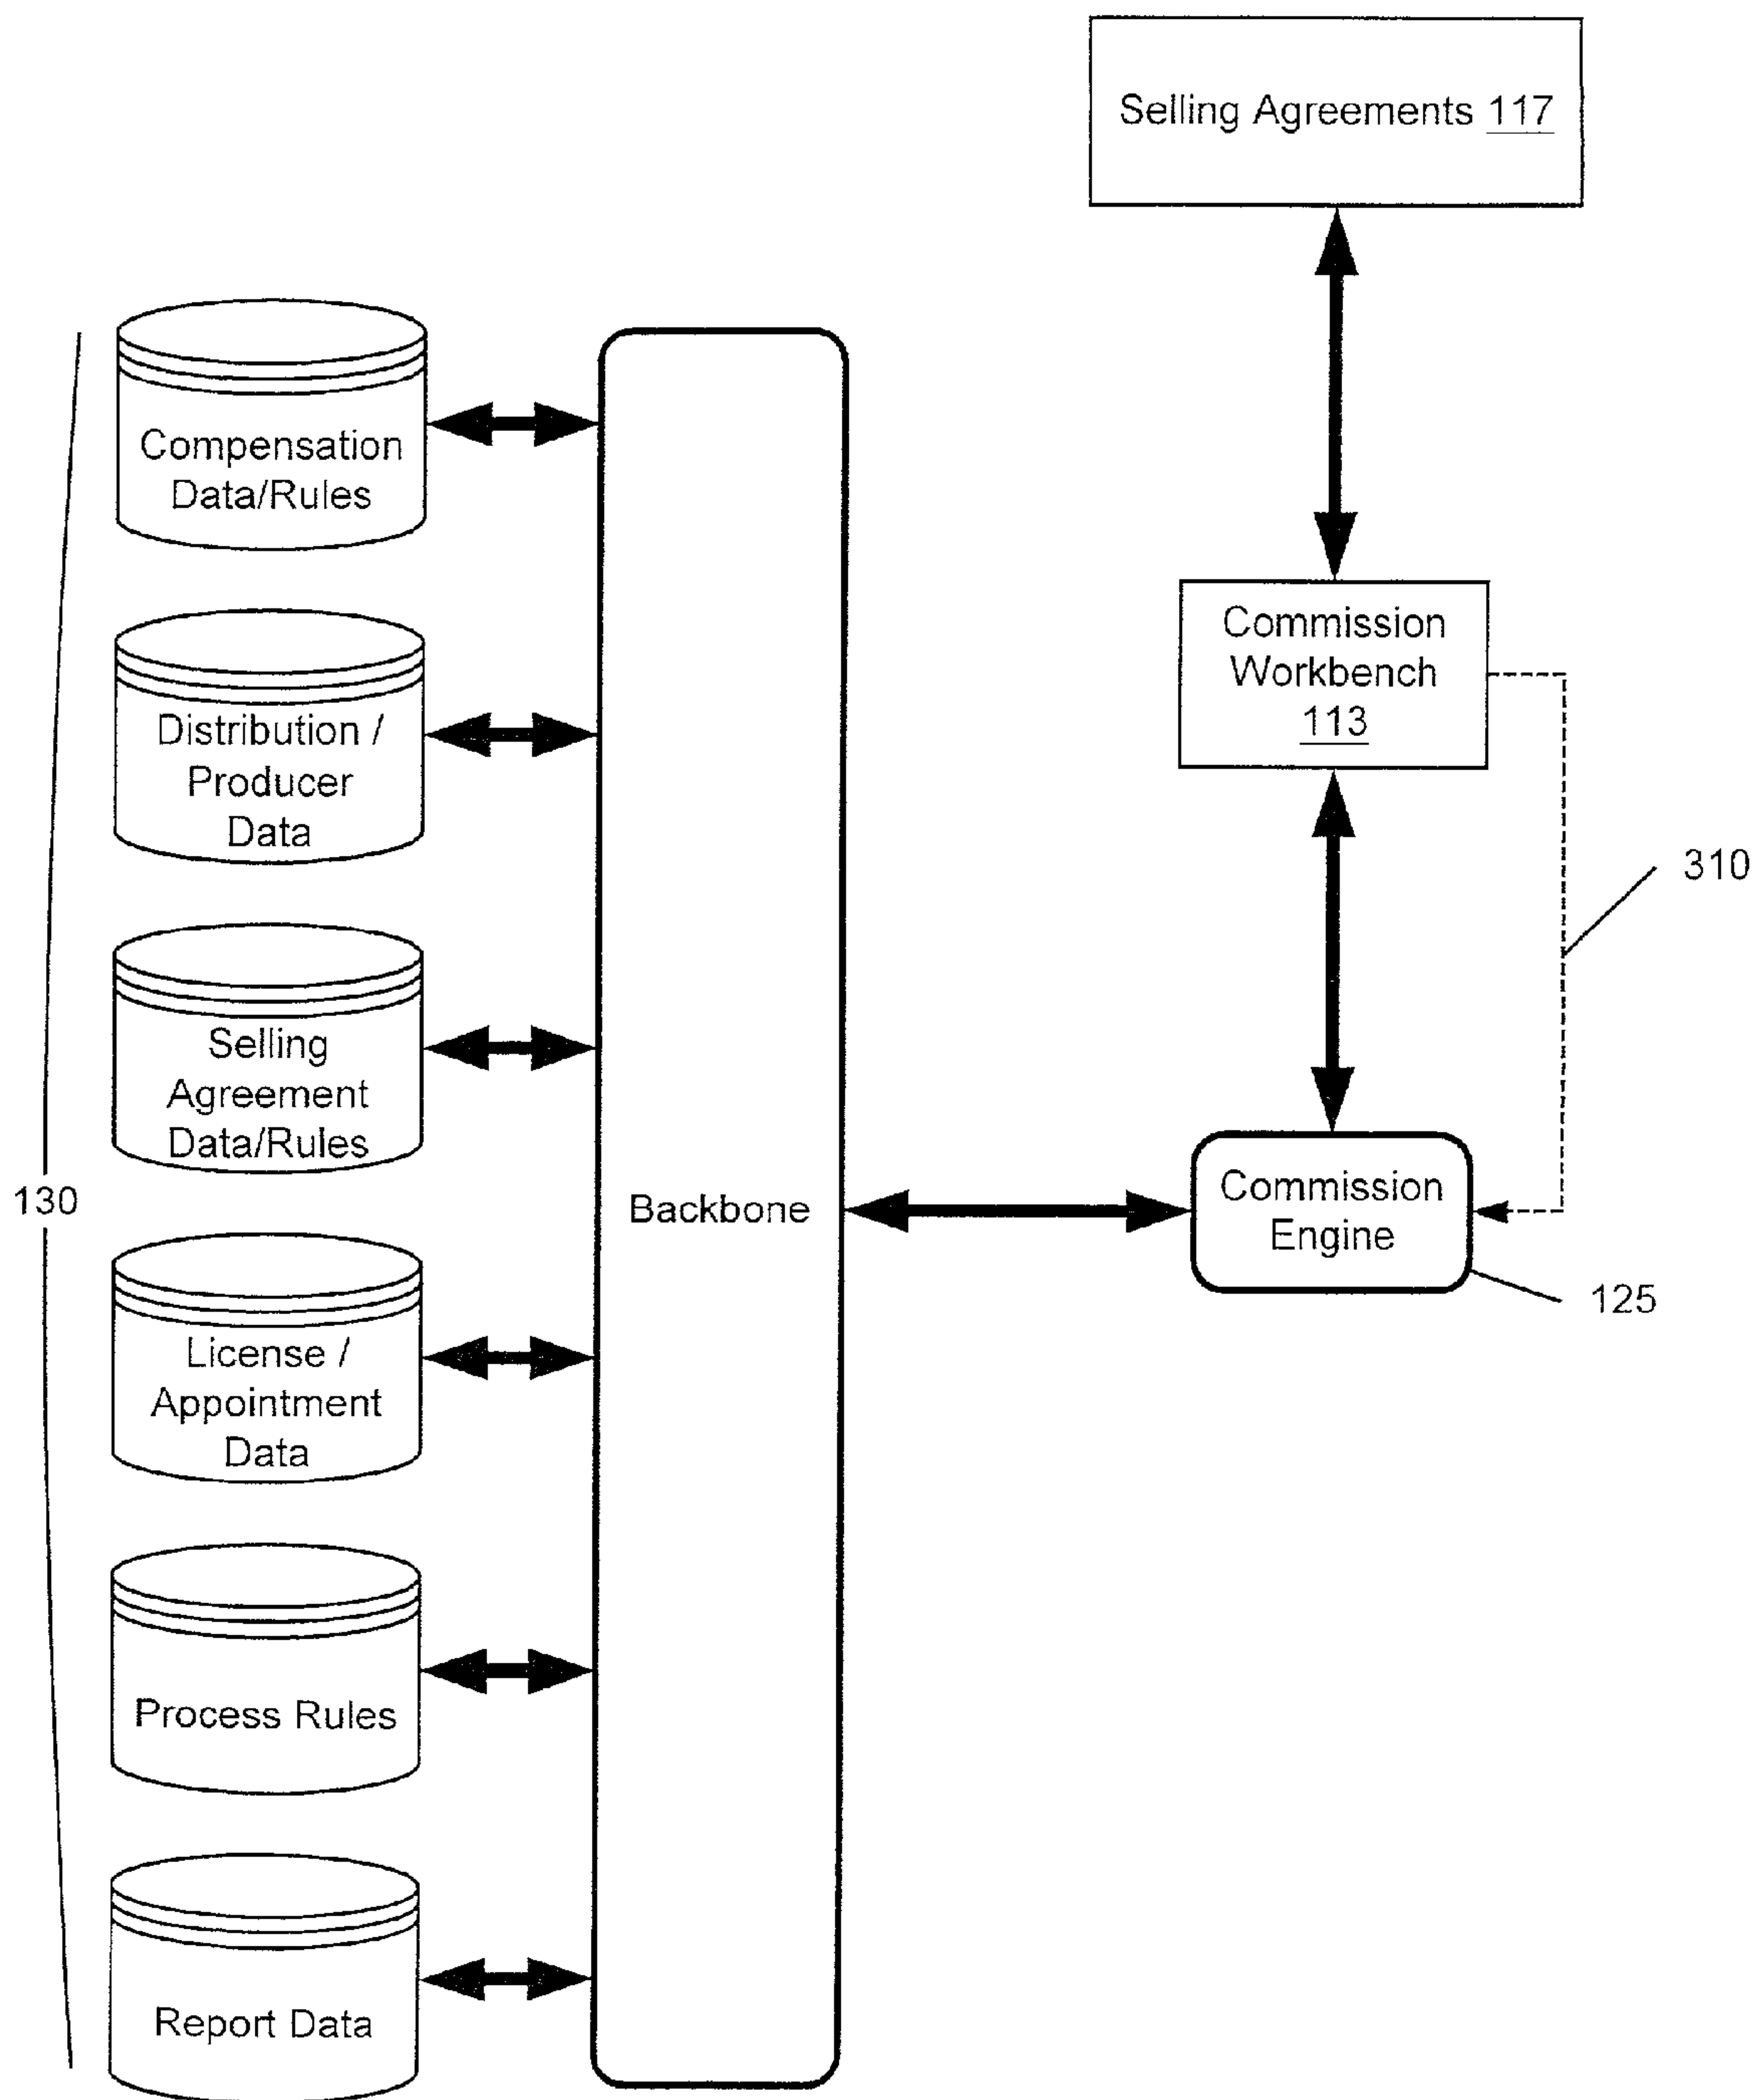 Selling Agreements 117
Compensation
Data/Rules
Distribution /
Producer
Data
Selling
Agreement
Data/Rules
License /
Appointment
Data
Process Rules
Report Data
130
Backbone
Commission
Workbench
113
310
Commission
Engine
125